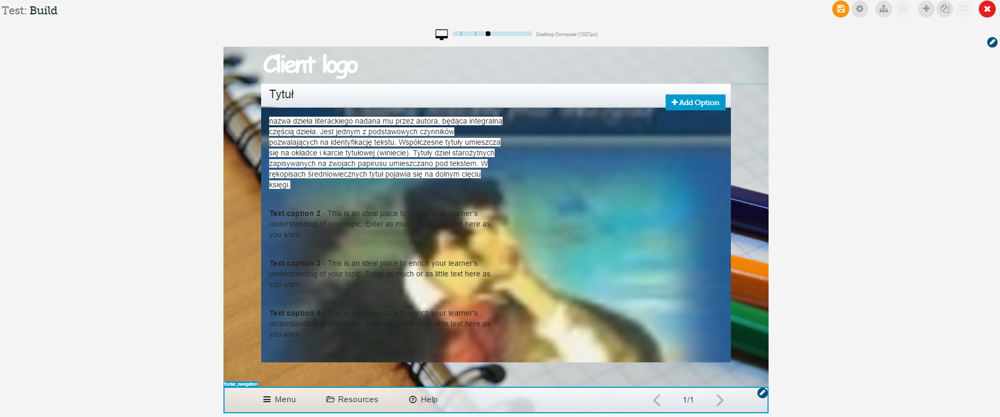 Test: Build
Desktop Computer (1027px)
Client logo
Tytuł
Add Option
nazwa dzieła literackiego nadana mu przez autora, będąca integralną
częścią dzieła. Jest jednym z podstawowych czynników
pozwalających na identyfikację tekstu. Współczesne tytuły umieszcza
się na okładce i karcie tytułowej (winiecie). Tytuły dzieł starożytnych
zapisywanych na zwojach papirusu umieszczano pod tekstem. W
rękopisach średniowiecznych tytuł pojawia się na dolnym cięciu
księgi.
Text caption 2 - This is an ideal place to enrich your learner's
understanding of your topic. Enter as much or as little text here as
you want.
Text caption 3 - This is an ideal place to enrich your learner's
understanding of your topic. Enter as much or as little text here as
you want.
Text caption 4 - This is an ideal place to enrich your learner's
understanding of your topic. Enter as much or as little text here as
you want.
footer_navigation
Menu Resources Help 1/1